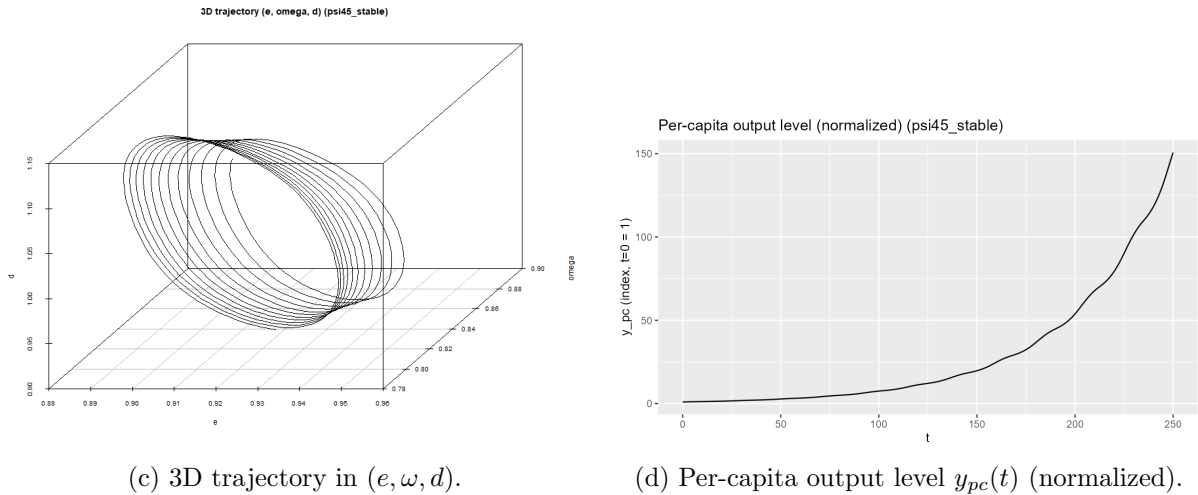 3D trajectory (e, omega, d) (psi45_stable)
1.15
1.10
1.05
1.00
0.95
0.90
d
0.88 0.89 0.90 0.91 0.92 0.93 0.94 0.95 0.96
e
0.90
0.88
0.86
0.84
0.82
0.80
0.78
omega
Per-capita output level (normalized) (psi45_stable)
150
100
50
0
y_pc (index, t=0 = 1)
0 50 100 150 200 250
t
(c) 3D trajectory in (e, ω, d).
(d) Per-capita output level y_{pc}(t) (normalized).